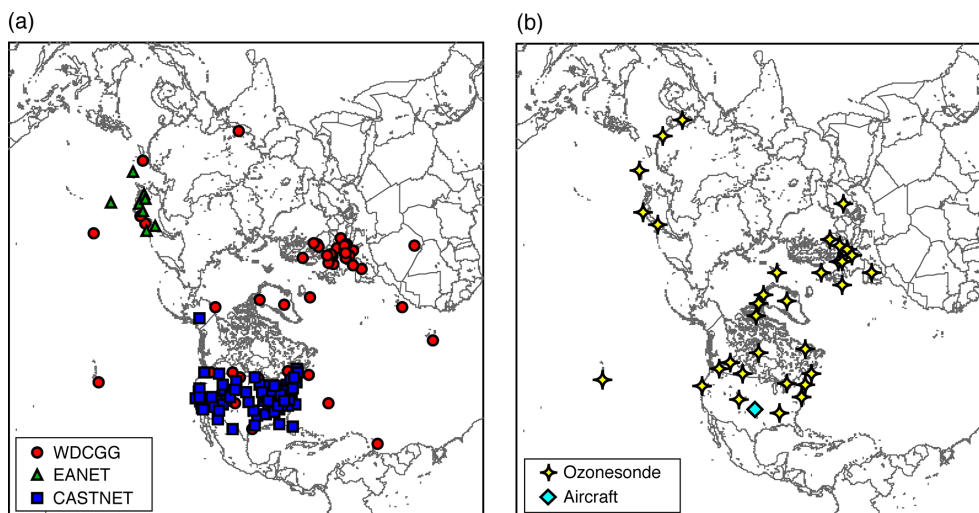 (a)
WDCGG
EANET
CASTNET
(b)
Ozonesonde
Aircraft